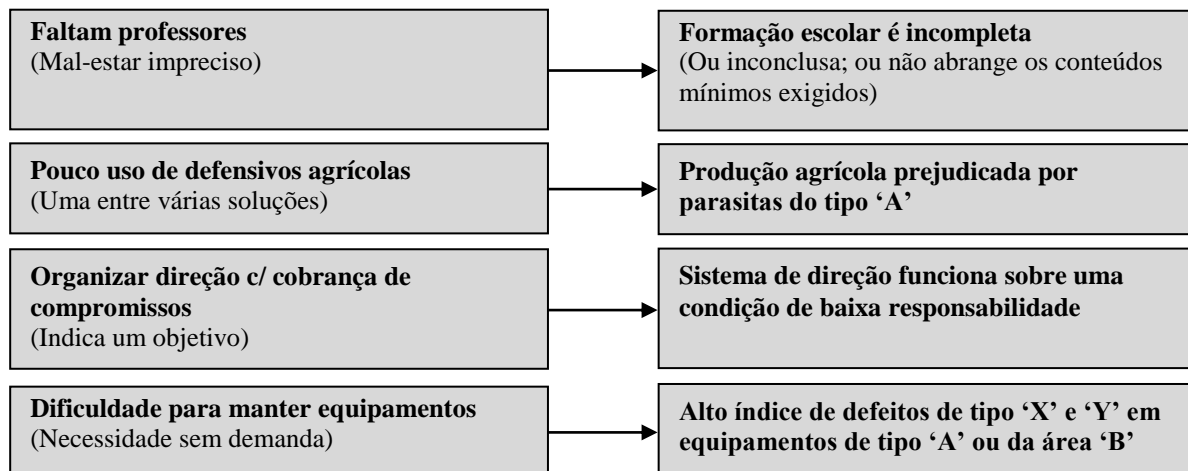 Faltam professores
(Mal-estar impreciso)
Formação escolar é incompleta
(Ou inconclusa; ou não abrange os conteúdos
mínimos exigidos)
Pouco uso de defensivos agrícolas
(Uma entre várias soluções)
Produção agrícola prejudicada por
parasitas do tipo ‘A’
Organizar direção c/ cobrança de
compromissos
(Indica um objetivo)
Sistema de direção funciona sobre uma
condição de baixa responsabilidade
Dificuldade para manter equipamentos
(Necessidade sem demanda)
Alto índice de defeitos de tipo ‘X’ e ‘Y’ em
equipamentos de tipo ‘A’ ou da área ‘B’